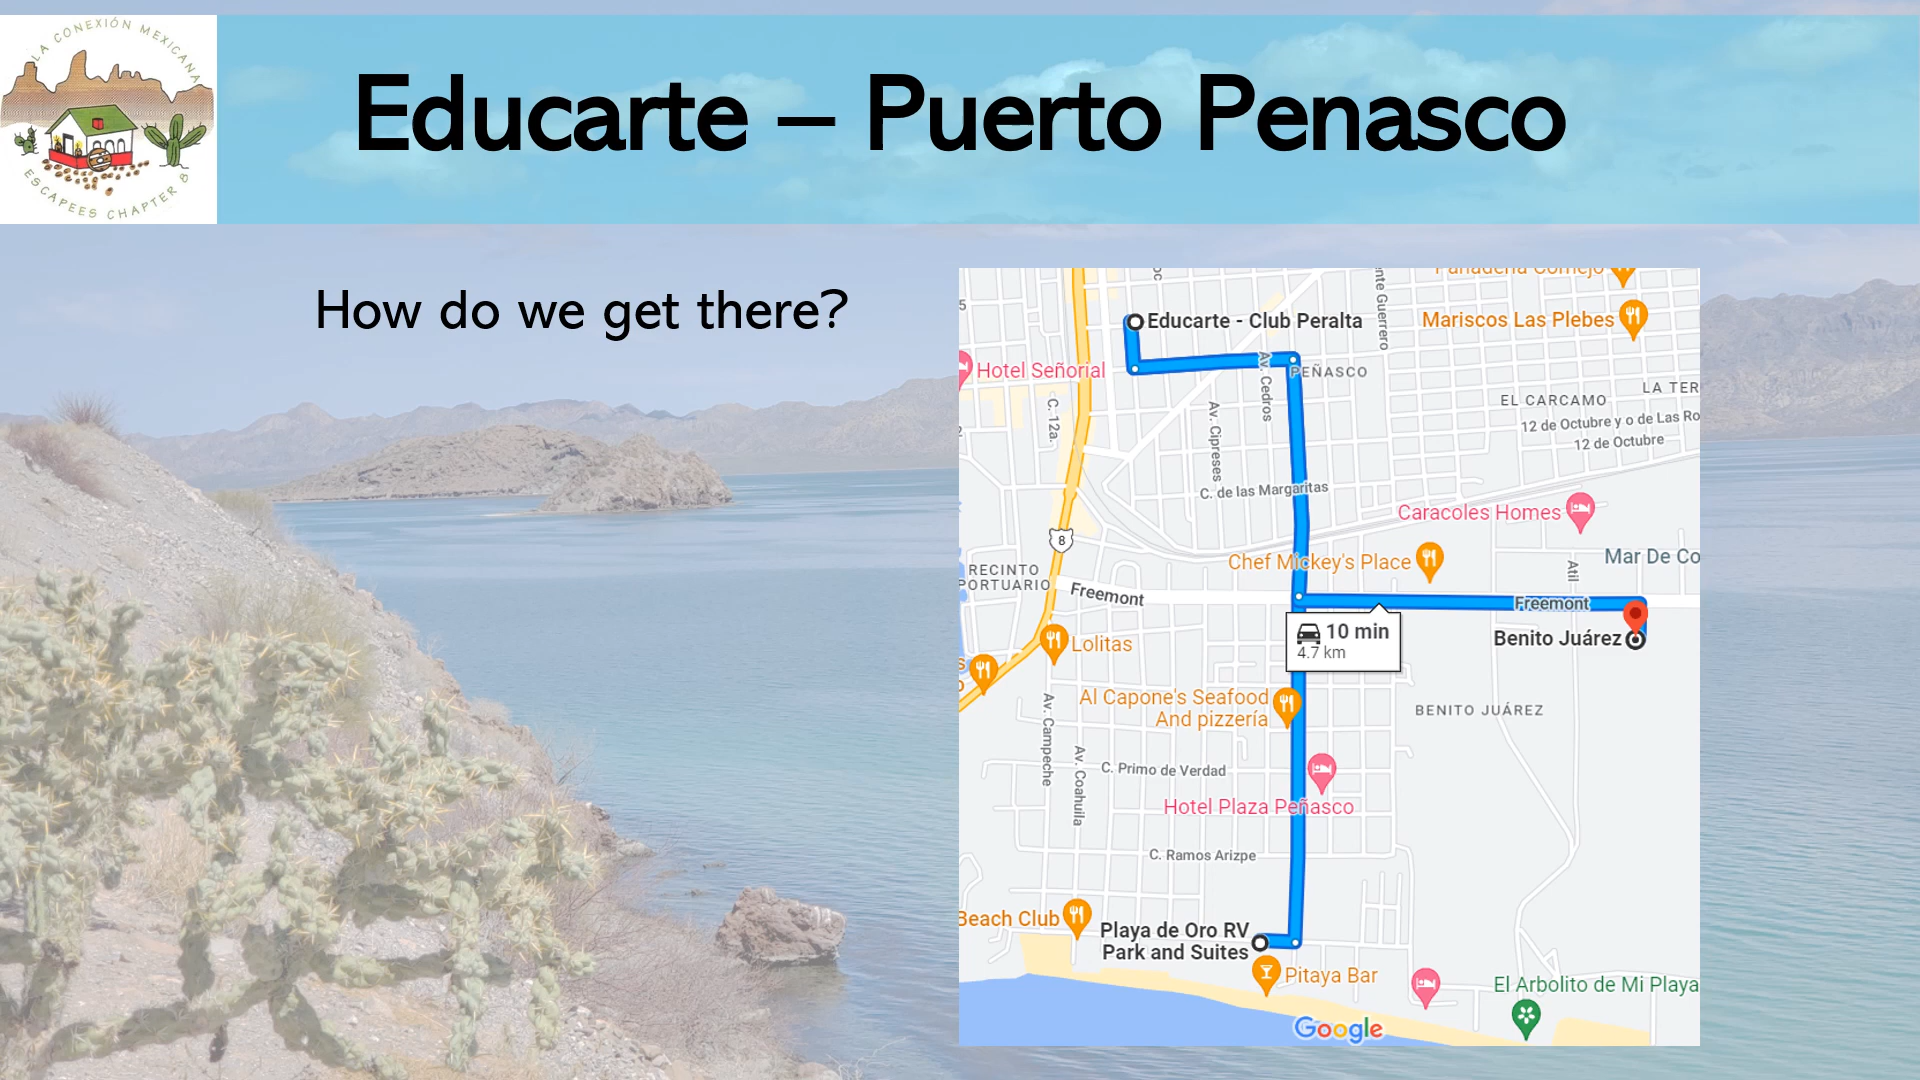 LA CONEXIÓN MEXICANA
ESCAPEES CHAPTER 8
Educarte – Puerto Penasco
How do we get there?
Educarte - Club Peralta
Mariscos Las Plebes
Hotel Señorial
PEÑASCO
LA TER
EL CARCAMO
12 de Octubre y o de Las Ro
12 de Octubre
C. 12a.
Av. Cipreses
Av. Cedros
ente Guerrero
C. de las Margaritas
Caracoles Homes
8
Chef Mickey's Place
Mar De Co
Atil
RECINTO
PORTUARIO
Freemont
Freemont
10 min
4.7 km
Benito Juárez
Lolitas
Al Capone's Seafood
And pizzería
BENITO JUÁREZ
Av. Campeche
Av. Coahuila
C. Primo de Verdad
Hotel Plaza Peñasco
C. Ramos Arizpe
Beach Club
Playa de Oro RV
Park and Suites
Pitaya Bar
El Arbolito de Mi Playa
Google